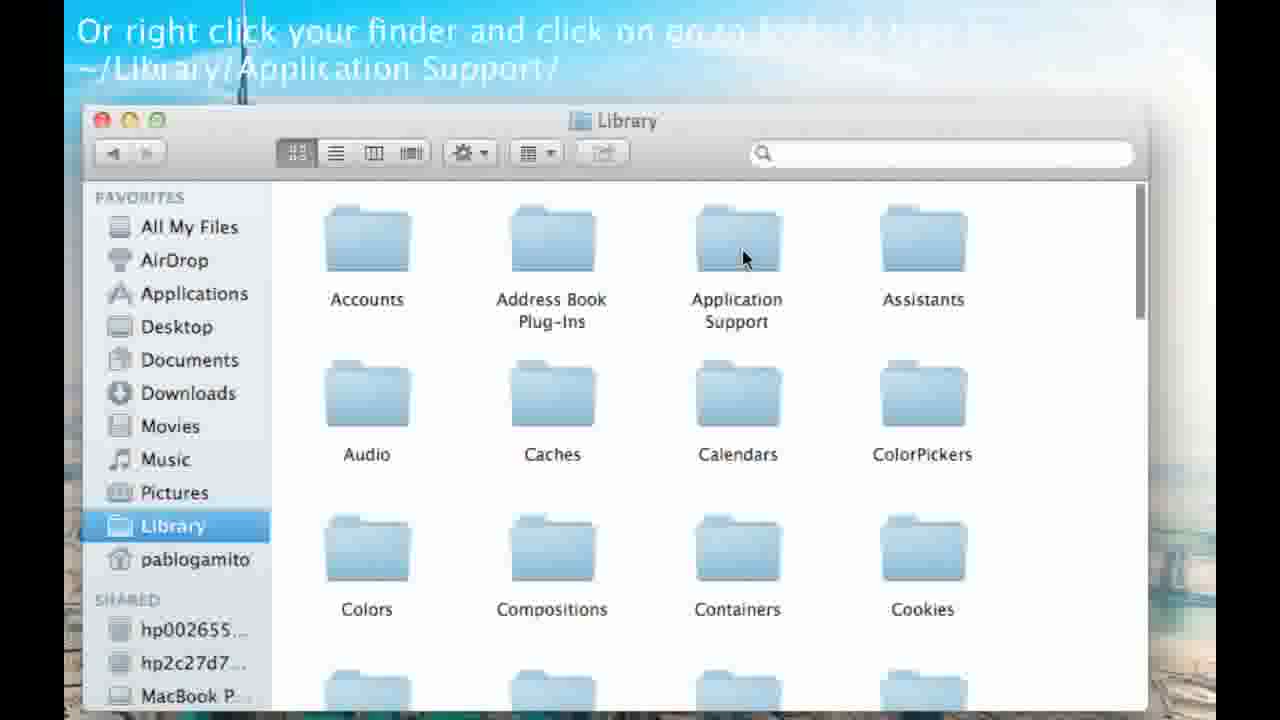 Or right click your finder and click on go to
~/Library/Application Support/
Library
FAVORITES
All My Files
AirDrop
Applications
Desktop
Documents
Downloads
Movies
Music
Pictures
Library
pablogamito
SHARED
hp002655...
hp2c27d7...
MacBook P...
Accounts
Address Book
Plug-Ins
Application
Support
Assistants
Audio
Caches
Calendars
ColorPickers
Colors
Compositions
Containers
Cookies